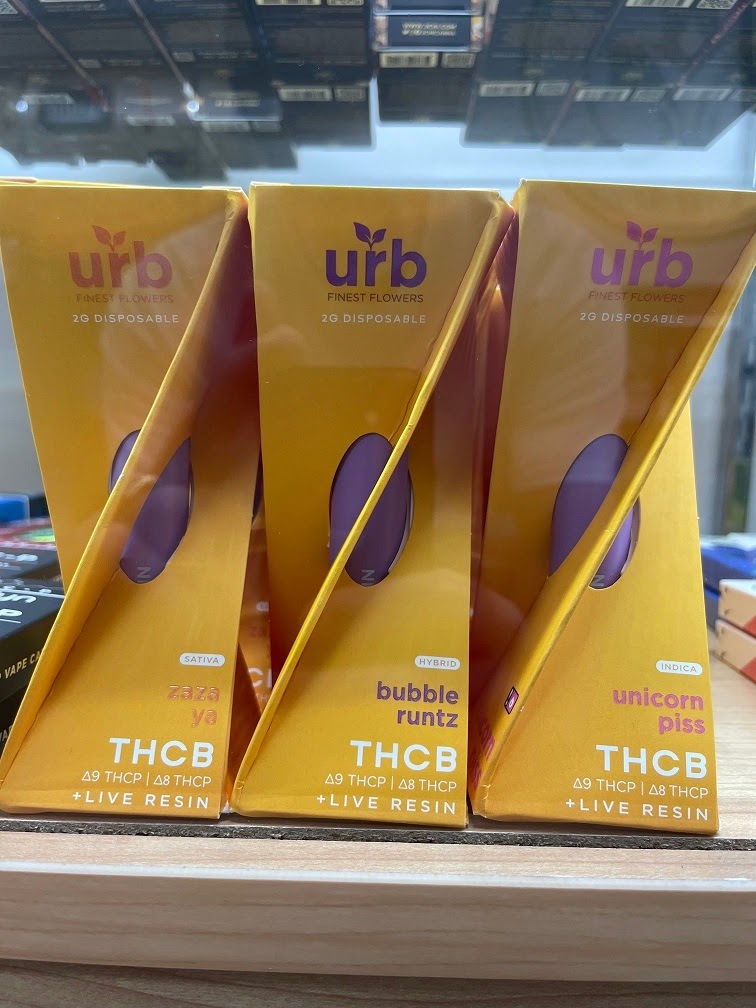 urb
FINEST FLOWERS
2G DISPOSABLE
SATIVA
zaza
ya
THCB
Δ9 THCP | Δ8 THCP
+LIVE RESIN
urb
FINEST FLOWERS
2G DISPOSABLE
HYBRID
bubble
runtz
THCB
Δ9 THCP | Δ8 THCP
+LIVE RESIN
urb
FINEST FLOWERS
2G DISPOSABLE
INDICA
unicorn
piss
THCB
Δ9 THCP | Δ8 THCP
+LIVE RESIN
VAPE